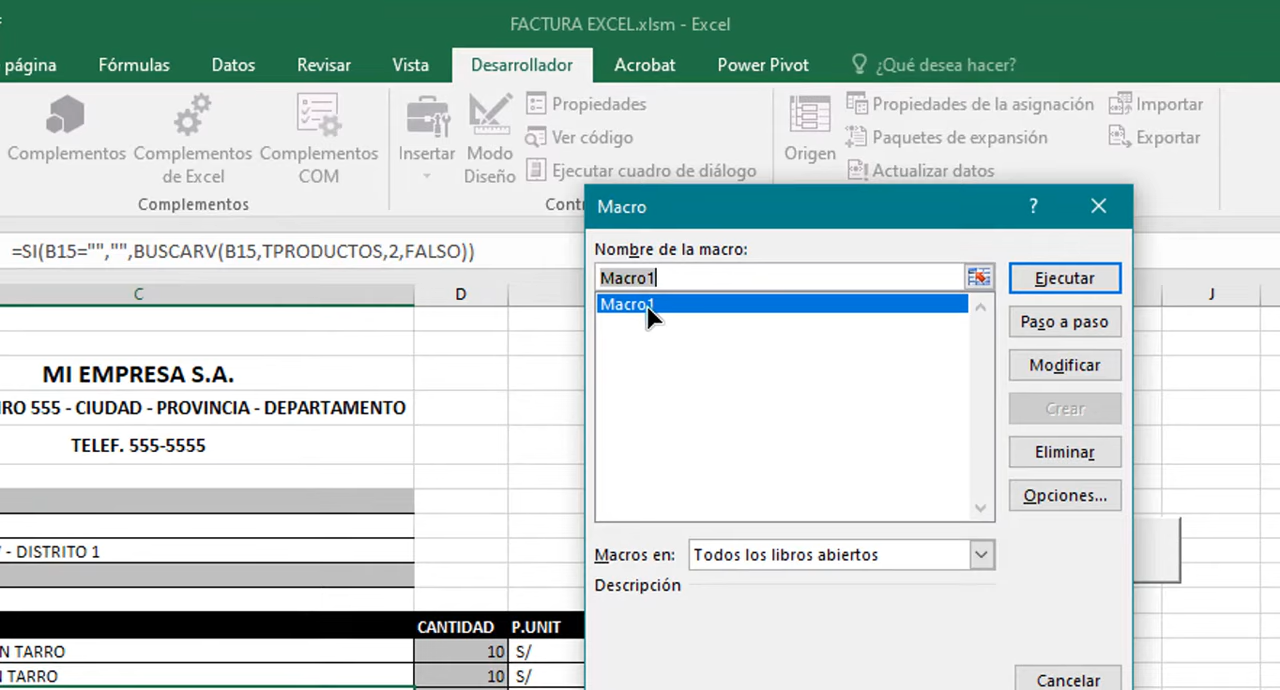 FACTURA EXCEL.xlsm - Excel
página Fórmulas Datos Revisar Vista Desarrollador Acrobat Power Pivot ¿Qué desea hacer?
Complementos
Complementos de Excel
Complementos COM
Complementos
Insertar
Modo Diseño
Propiedades
Ver código
Ejecutar cuadro de diálogo
Origen
Propiedades de la asignación
Paquetes de expansión
Actualizar datos
Importar
Exportar
=SI(B15="","",BUSCARV(B15,TPRODUCTOS,2,FALSO))
C D J
MI EMPRESA S.A.
RO 555 - CIUDAD - PROVINCIA - DEPARTAMENTO
TELEF. 555-5555
- DISTRITO 1
CANTIDAD P.UNIT
N TARRO 10 S/
N TARRO 10 S/
Macro ?
Nombre de la macro:
Macro1
Macro1
Ejecutar
Paso a paso
Modificar
Crear
Eliminar
Opciones...
Macros en: Todos los libros abiertos
Descripción
Cancelar